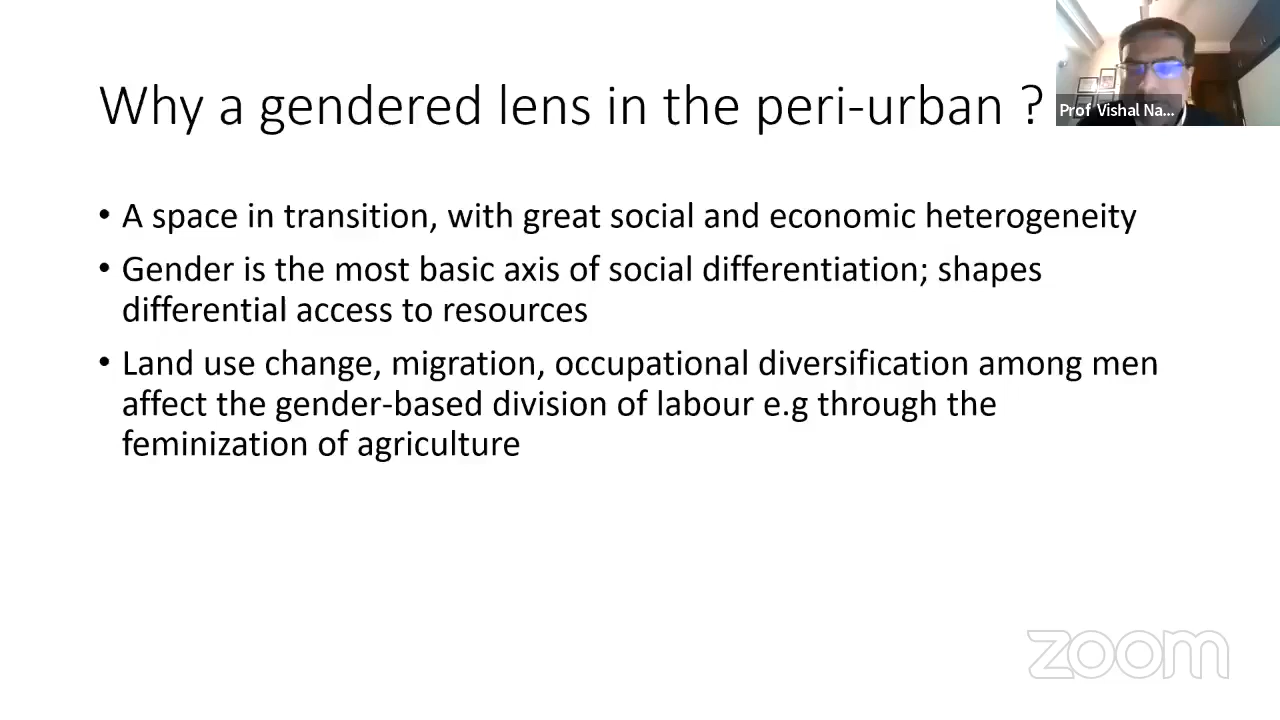 Why a gendered lens in the peri-urban ?
Prof Vishal Na...
• A space in transition, with great social and economic heterogeneity
• Gender is the most basic axis of social differentiation; shapes
differential access to resources
• Land use change, migration, occupational diversification among men
affect the gender-based division of labour e.g through the
feminization of agriculture
zoom